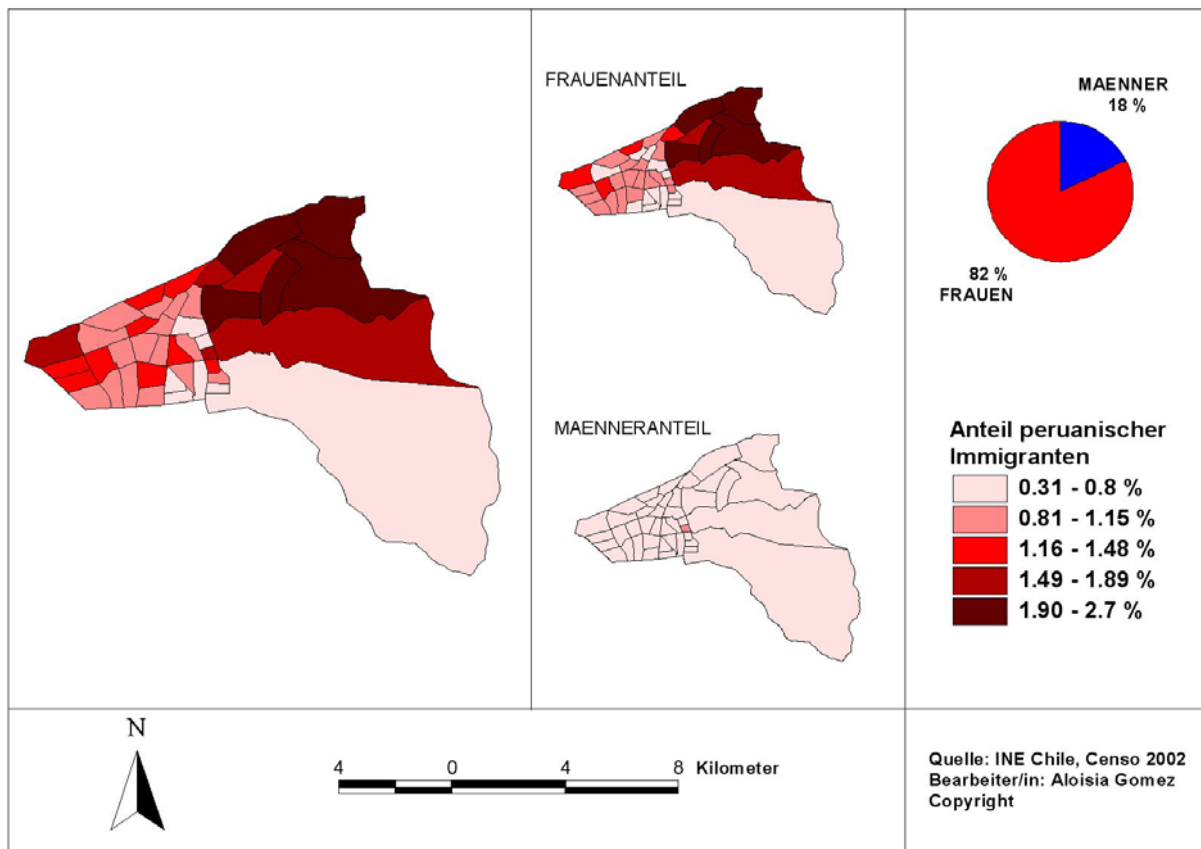 FRAUENANTEIL
MAENNERANTEIL
MAENNER
18 %
82 %
FRAUEN
Anteil peruanischer
Immigranten
0.31 - 0.8 %
0.81 - 1.15 %
1.16 - 1.48 %
1.49 - 1.89 %
1.90 - 2.7 %
N
4 0 4 8 Kilometer
Quelle: INE Chile, Censo 2002
Bearbeiter/in: Aloisia Gomez
Copyright